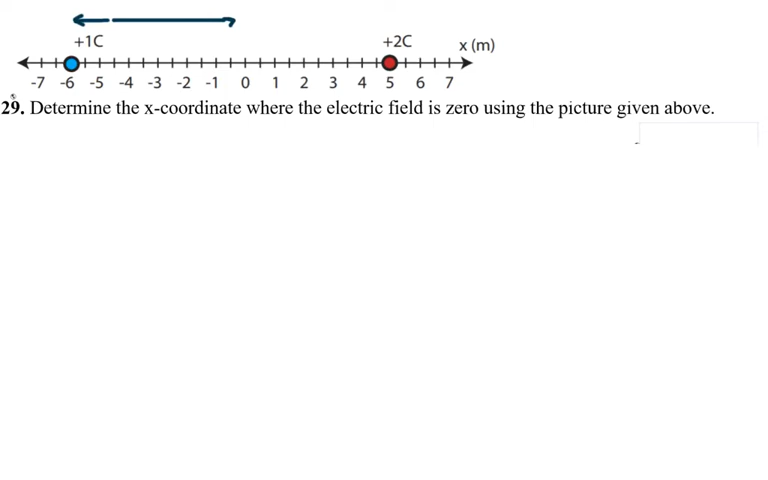 +1C +2C x (m)
-7 -6 -5 -4 -3 -2 -1 0 1 2 3 4 5 6 7
29. Determine the x-coordinate where the electric field is zero using the picture given above.